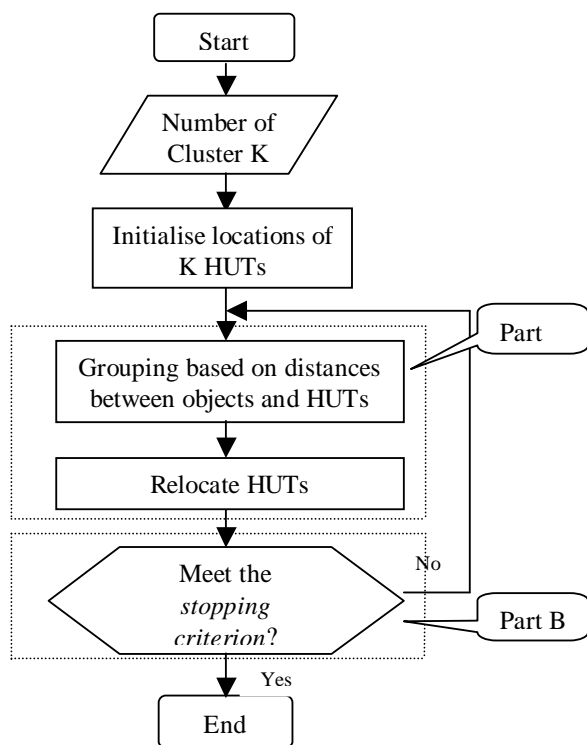 Start
Number of
Cluster K
Initialise locations of
K HUTs
Part
Grouping based on distances
between objects and HUTs
Relocate HUTs
No
Meet the
stopping
criterion?
Part B
Yes
End